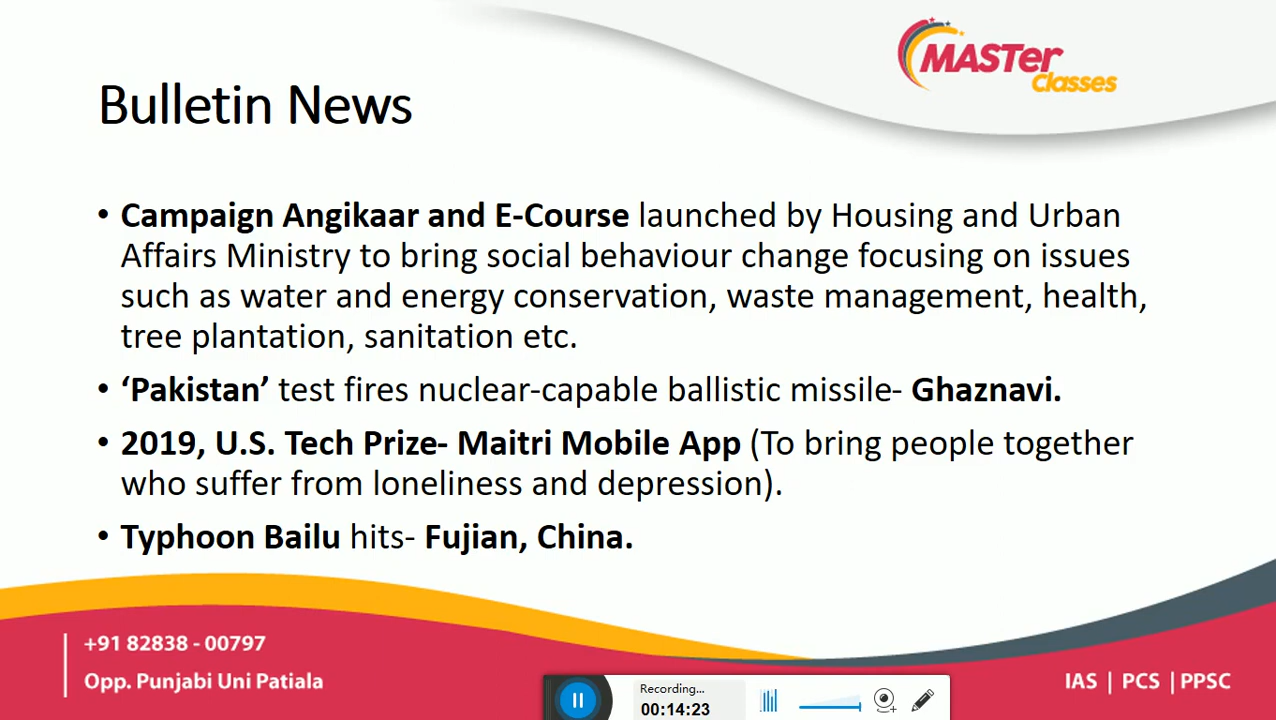 MASTer
Classes
Bulletin News
• Campaign Angikaar and E-Course launched by Housing and Urban
Affairs Ministry to bring social behaviour change focusing on issues
such as water and energy conservation, waste management, health,
tree plantation, sanitation etc.
• ‘Pakistan’ test fires nuclear-capable ballistic missile- Ghaznavi.
• 2019, U.S. Tech Prize- Maitri Mobile App (To bring people together
who suffer from loneliness and depression).
• Typhoon Bailu hits- Fujian, China.
+91 82838 - 00797
Opp. Punjabi Uni Patiala
IAS | PCS | PPSC
Recording...
00:14:23